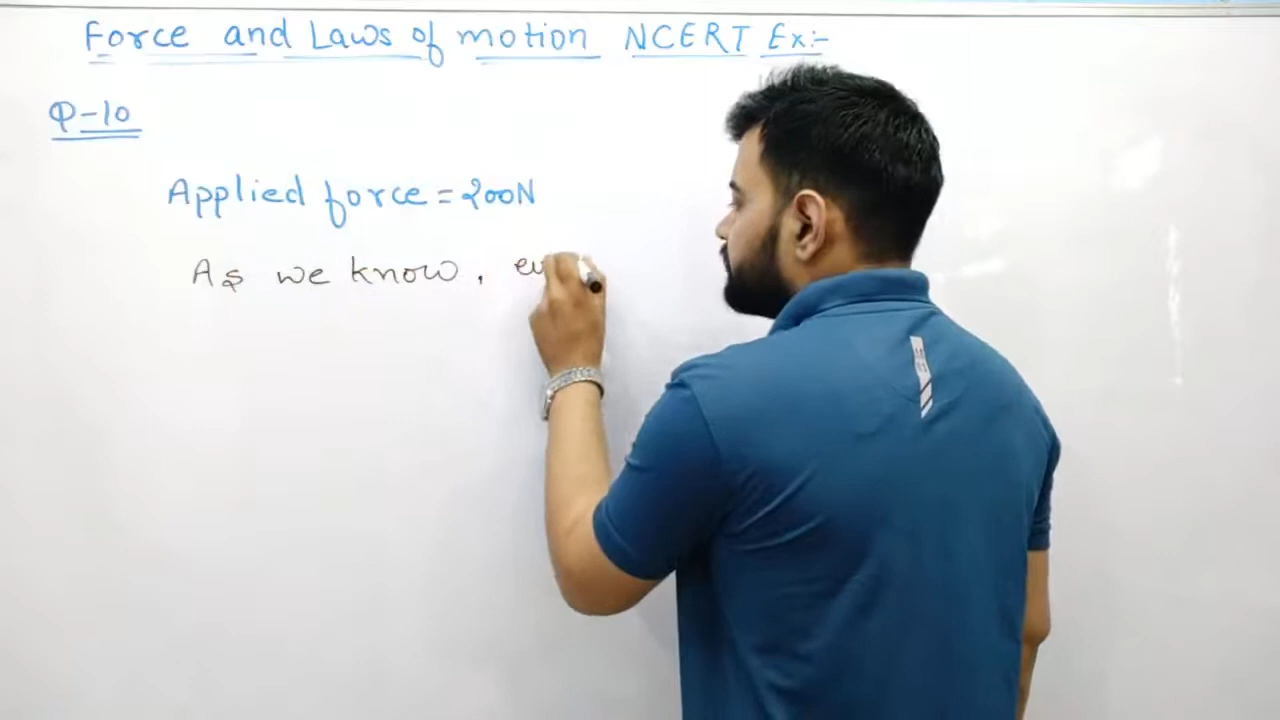 Force and Laws of motion NCERT Ex:-
Q-10
Applied force = 200N
As we know,